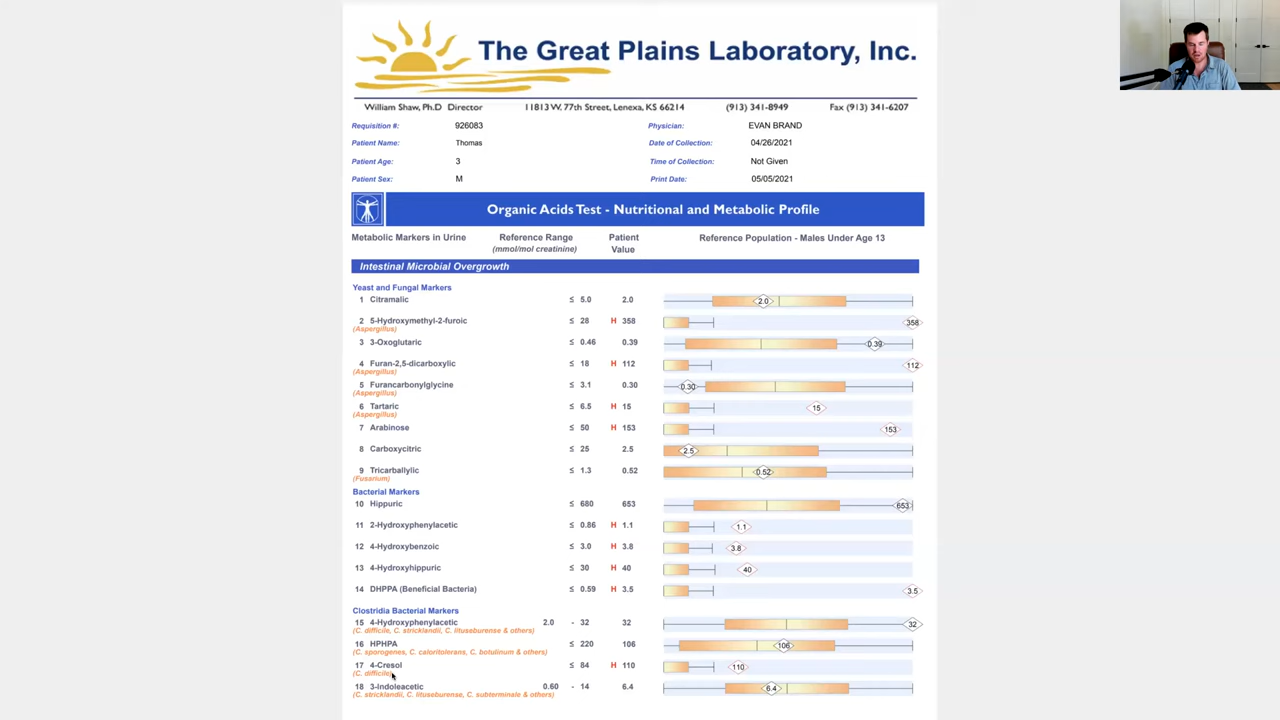 The Great Plains Laboratory, Inc.
William Shaw, Ph.D Director 11813 W. 77th Street, Lenexa, KS 66214 (913) 341-8949 Fax (913) 341-6207
Requisition #: 926083 Physician: EVAN BRAND
Patient Name: Thomas Date of Collection: 04/26/2021
Patient Age: 3 Time of Collection: Not Given
Patient Sex: M Print Date: 05/05/2021
Organic Acids Test - Nutritional and Metabolic Profile
Metabolic Markers in Urine Reference Range Patient Reference Population - Males Under Age 13
(mmol/mol creatinine) Value
Intestinal Microbial Overgrowth
Yeast and Fungal Markers
1 Citramalic ≤ 5.0 2.0 2.0
2 5-Hydroxymethyl-2-furoic ≤ 28 H 358 358
(Aspergillus)
3 3-Oxoglutaric ≤ 0.46 0.39 0.39
4 Furan-2,5-dicarboxylic ≤ 18 H 112 112
(Aspergillus)
5 Furancarbonylglycine ≤ 3.1 0.30 0.30
(Aspergillus)
6 Tartaric ≤ 6.5 H 15 15
(Aspergillus)
7 Arabinose ≤ 50 H 153 153
8 Carboxycitric ≤ 25 2.5 2.5
9 Tricarballylic ≤ 1.3 0.52 0.52
(Fusarium)
Bacterial Markers
10 Hippuric ≤ 680 653 653
11 2-Hydroxyphenylacetic ≤ 0.86 H 1.1 1.1
12 4-Hydroxybenzoic ≤ 3.0 H 3.8 3.8
13 4-Hydroxyhippuric ≤ 30 H 40 40
14 DHPPA (Beneficial Bacteria) ≤ 0.59 H 3.5 3.5
Clostridia Bacterial Markers
15 4-Hydroxyphenylacetic 2.0 - 32 32 32
(C. difficile, C. stricklandii, C. lituseburense & others)
16 HPHPA ≤ 220 106 106
(C. sporogenes, C. caloritolerans, C. botulinum & others)
17 4-Cresol ≤ 84 H 110 110
(C. difficile)
18 3-Indoleacetic 0.60 - 14 6.4 6.4
(C. stricklandii, C. lituseburense, C. subterminale & others)